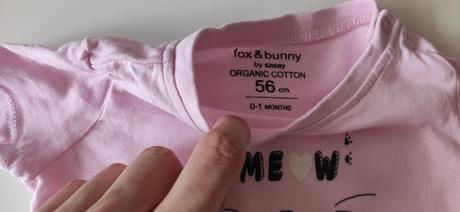 fox & bunny
by sinsay
ORGANIC COTTON
56 cm
0-1 MONTHS
MEOW